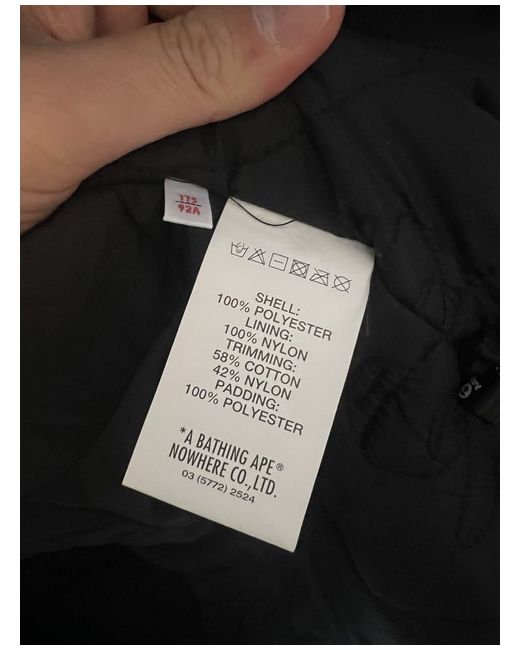 173
92A
SHELL:
100% POLYESTER
LINING:
100% NYLON
TRIMMING:
58% COTTON
42% NYLON
PADDING:
100% POLYESTER
*A BATHING APE®
NOWHERE CO., LTD.
03 (5772) 2524